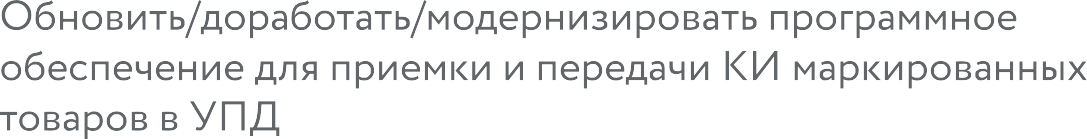 Обновить/доработать/модернизировать программное
обеспечение для приемки и передачи КИ маркированных
товаров в УПД